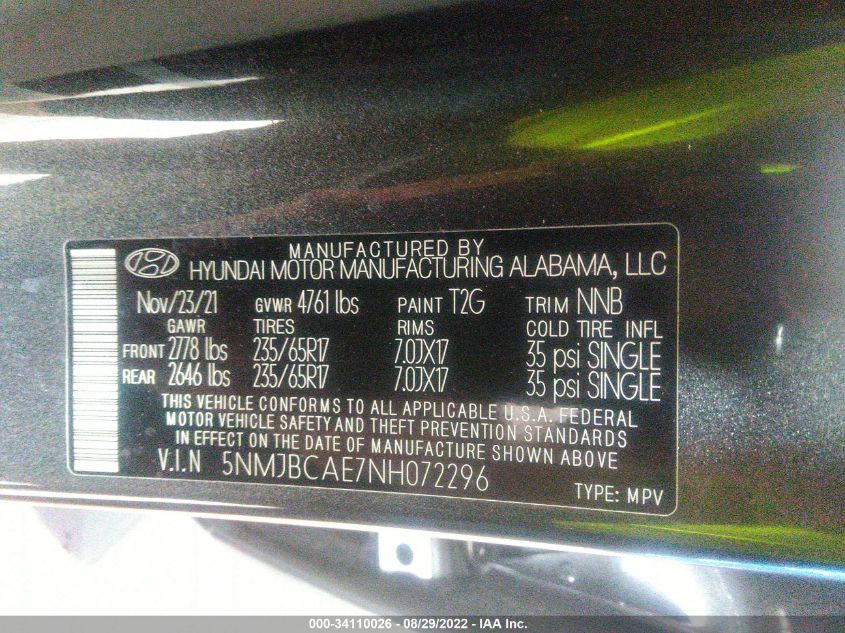 MANUFACTURED BY
HYUNDAI MOTOR MANUFACTURING ALABAMA, LLC
Nov/23/21 GVWR 4761 lbs PAINT T2G TRIM NNB
GAWR TIRES RIMS COLD TIRE INFL
FRONT 2778 lbs 235/65R17 7.0JX17 35 psi SINGLE
REAR 2646 lbs 235/65R17 7.0JX17 35 psi SINGLE
THIS VEHICLE CONFORMS TO ALL APPLICABLE U.S.A. FEDERAL
MOTOR VEHICLE SAFETY AND THEFT PREVENTION STANDARDS
IN EFFECT ON THE DATE OF MANUFACTURE SHOWN ABOVE
V.I.N 5NMJBCAE7NH072296
TYPE: MPV
000-34110026 - 08/29/2022 - IAA Inc.